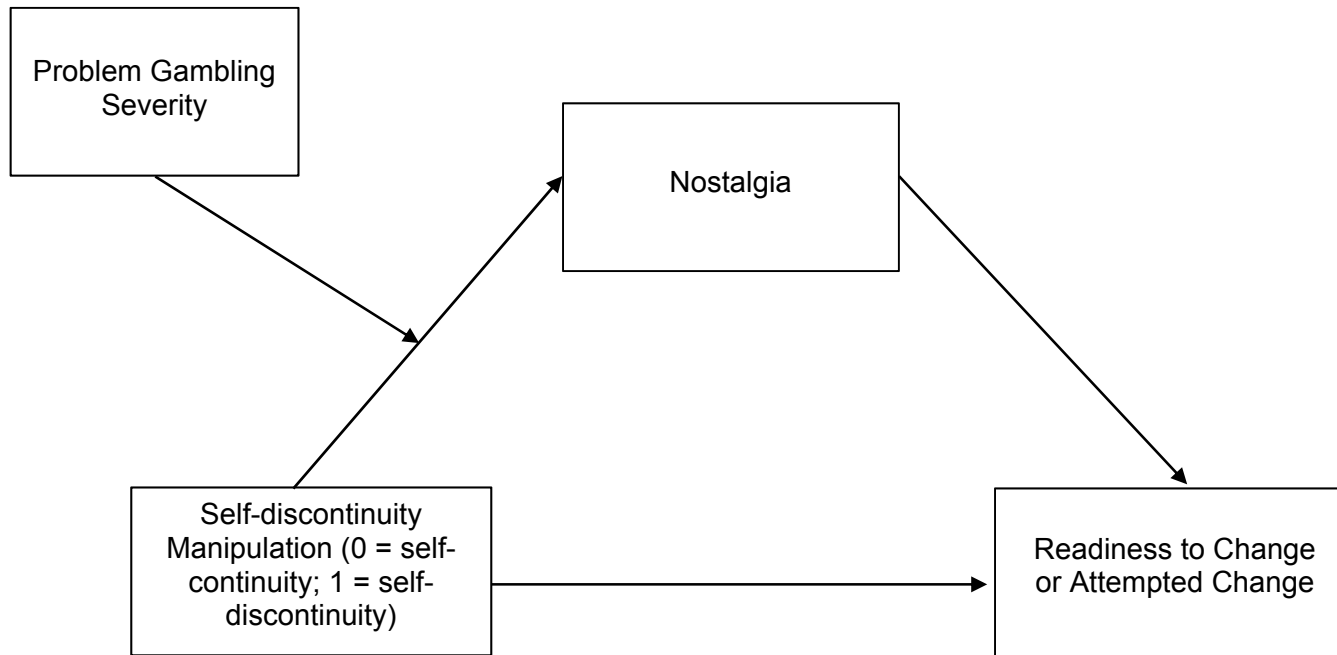 Problem Gambling
Severity
Nostalgia
Self-discontinuity
Manipulation (0 = self-
continuity; 1 = self-
discontinuity)
Readiness to Change
or Attempted Change